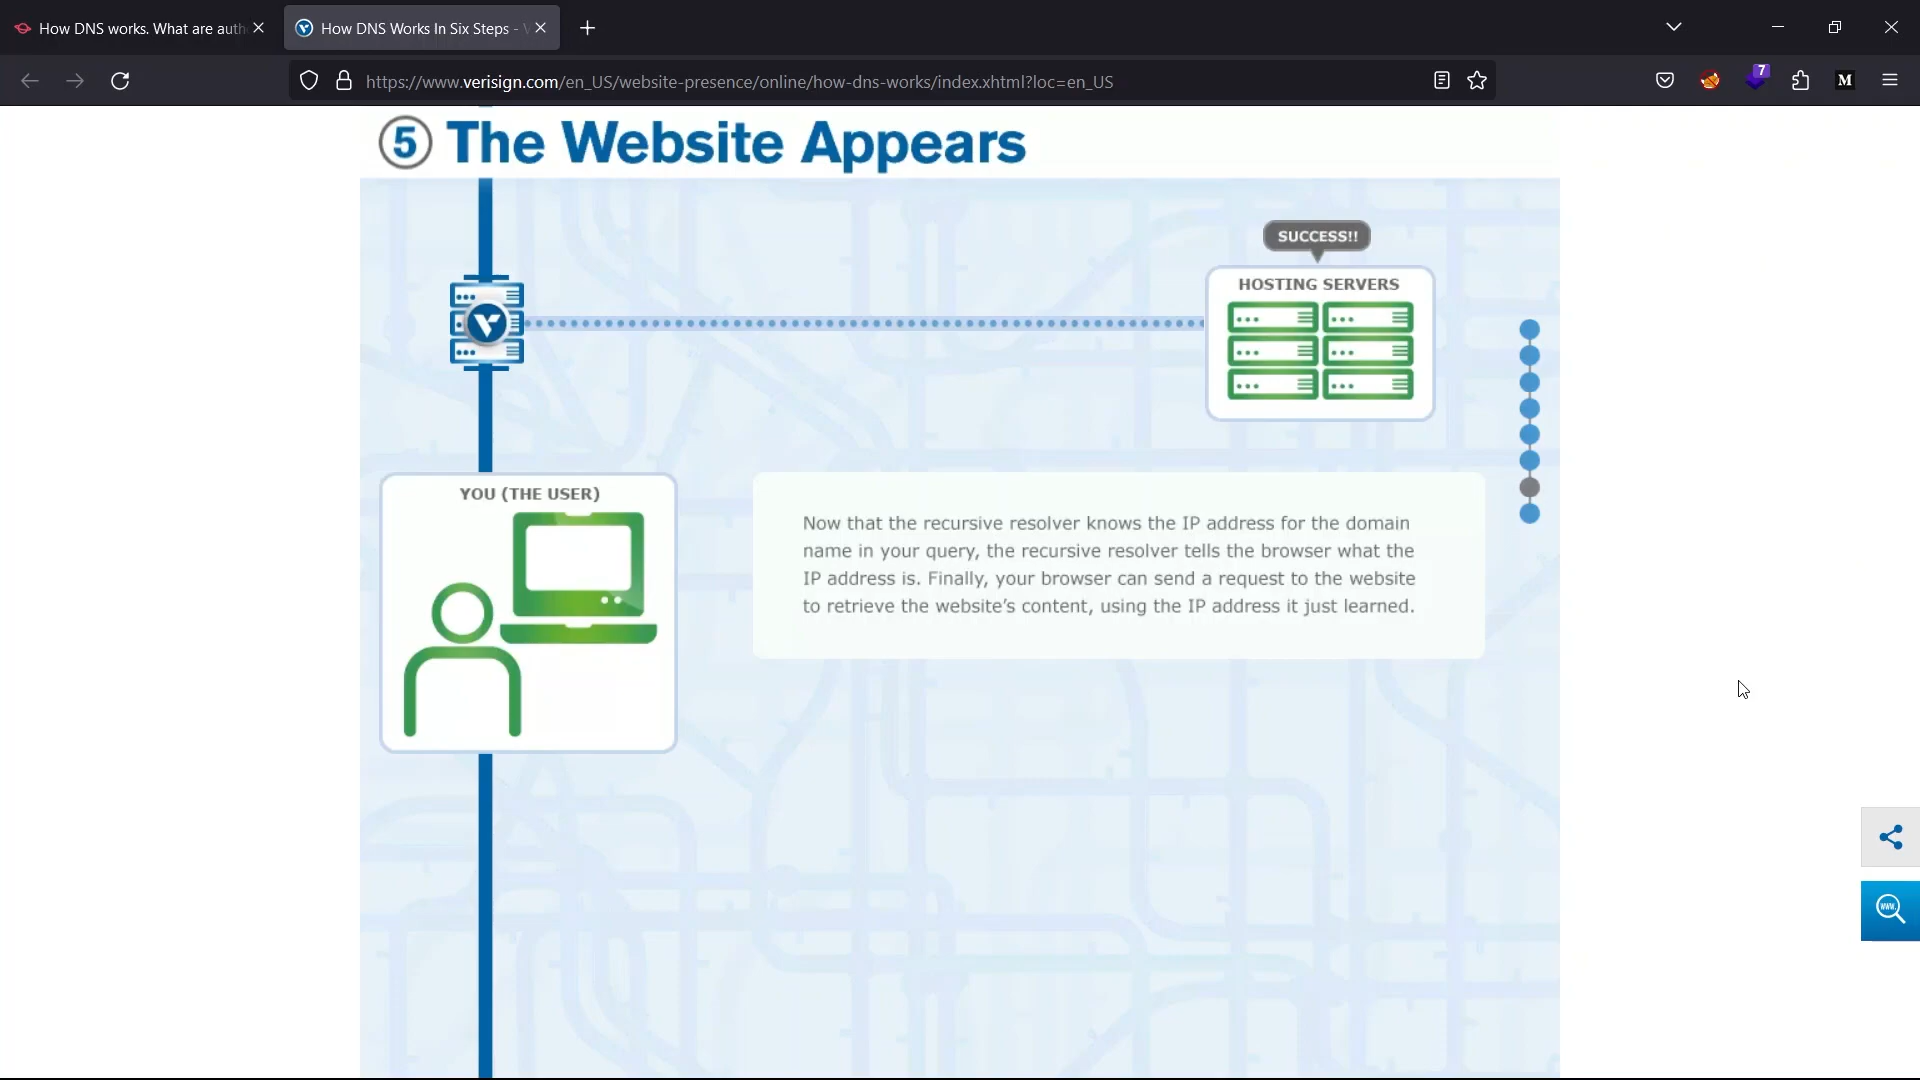 How DNS works. What are auth
How DNS Works In Six Steps -
https://www.verisign.com/en_US/website-presence/online/how-dns-works/index.xhtml?loc=en_US
7
M
5 The Website Appears
SUCCESS!!
HOSTING SERVERS
YOU (THE USER)
Now that the recursive resolver knows the IP address for the domain
name in your query, the recursive resolver tells the browser what the
IP address is. Finally, your browser can send a request to the website
to retrieve the website's content, using the IP address it just learned.
WWW.